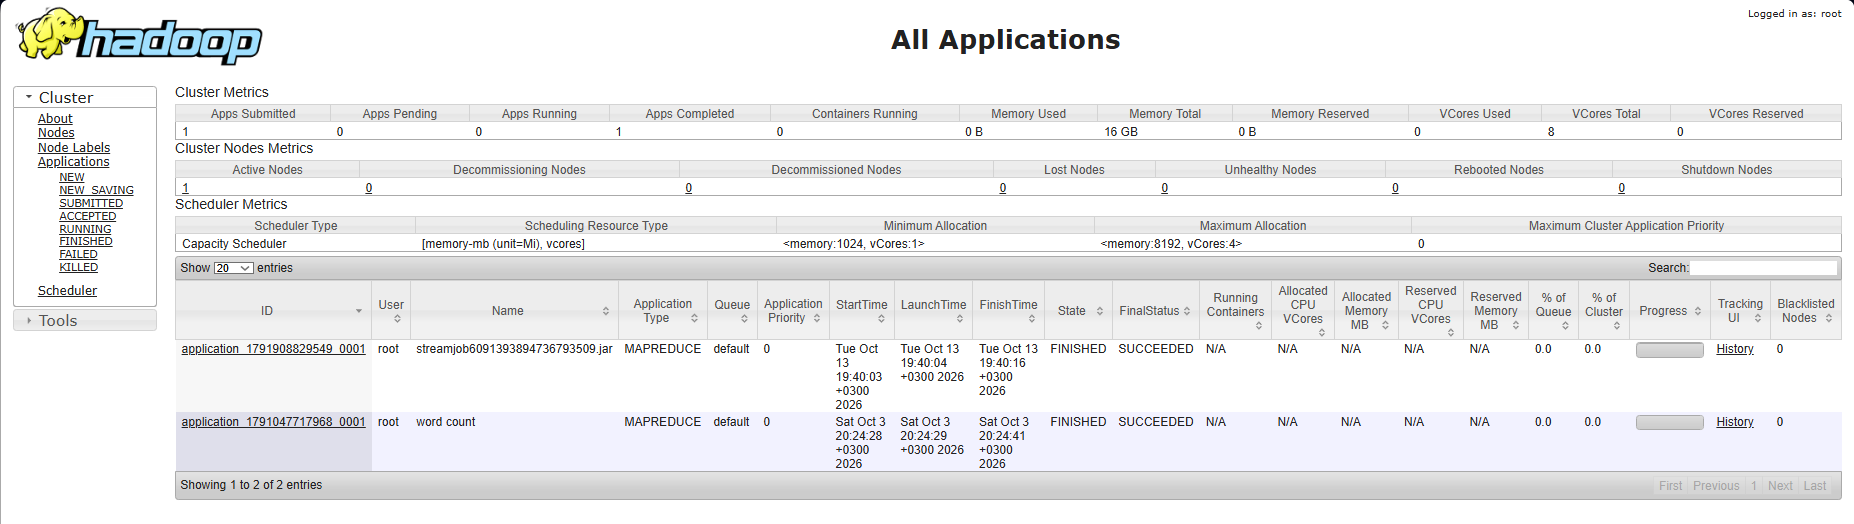 Logged in as: root
hadoop
All Applications
Cluster
About
Nodes
Node Labels
Applications
NEW
NEW_SAVING
SUBMITTED
ACCEPTED
RUNNING
FINISHED
FAILED
KILLED
Scheduler
Tools
Cluster Metrics
Apps Submitted Apps Pending Apps Running Apps Completed Containers Running Memory Used Memory Total Memory Reserved VCores Used VCores Total VCores Reserved
1 0 0 1 0 0 B 16 GB 0 B 0 8 0
Cluster Nodes Metrics
Active Nodes Decommissioning Nodes Decommissioned Nodes Lost Nodes Unhealthy Nodes Rebooted Nodes Shutdown Nodes
1 0 0 0 0 0 0
Scheduler Metrics
Scheduler Type Scheduling Resource Type Minimum Allocation Maximum Allocation Maximum Cluster Application Priority
Capacity Scheduler [memory-mb (unit=Mi), vcores] <memory:1024, vCores:1> <memory:8192, vCores:4> 0
Show 20 entries Search:
ID User Name Application Type Queue Application Priority StartTime LaunchTime FinishTime State FinalStatus Running Containers Allocated CPU VCores Allocated Memory MB Reserved CPU VCores Reserved Memory MB % of Queue % of Cluster Progress Tracking UI Blacklisted Nodes
application_1791908829549_0001 root streamjob6091393894736793509.jar MAPREDUCE default 0 Tue Oct 13 19:40:03 +0300 2026 Tue Oct 13 19:40:04 +0300 2026 Tue Oct 13 19:40:16 +0300 2026 FINISHED SUCCEEDED N/A N/A N/A N/A N/A 0.0 0.0 History 0
application_1791047717968_0001 root word count MAPREDUCE default 0 Sat Oct 3 20:24:28 +0300 2026 Sat Oct 3 20:24:29 +0300 2026 Sat Oct 3 20:24:41 +0300 2026 FINISHED SUCCEEDED N/A N/A N/A N/A N/A 0.0 0.0 History 0
Showing 1 to 2 of 2 entries First Previous 1 Next Last